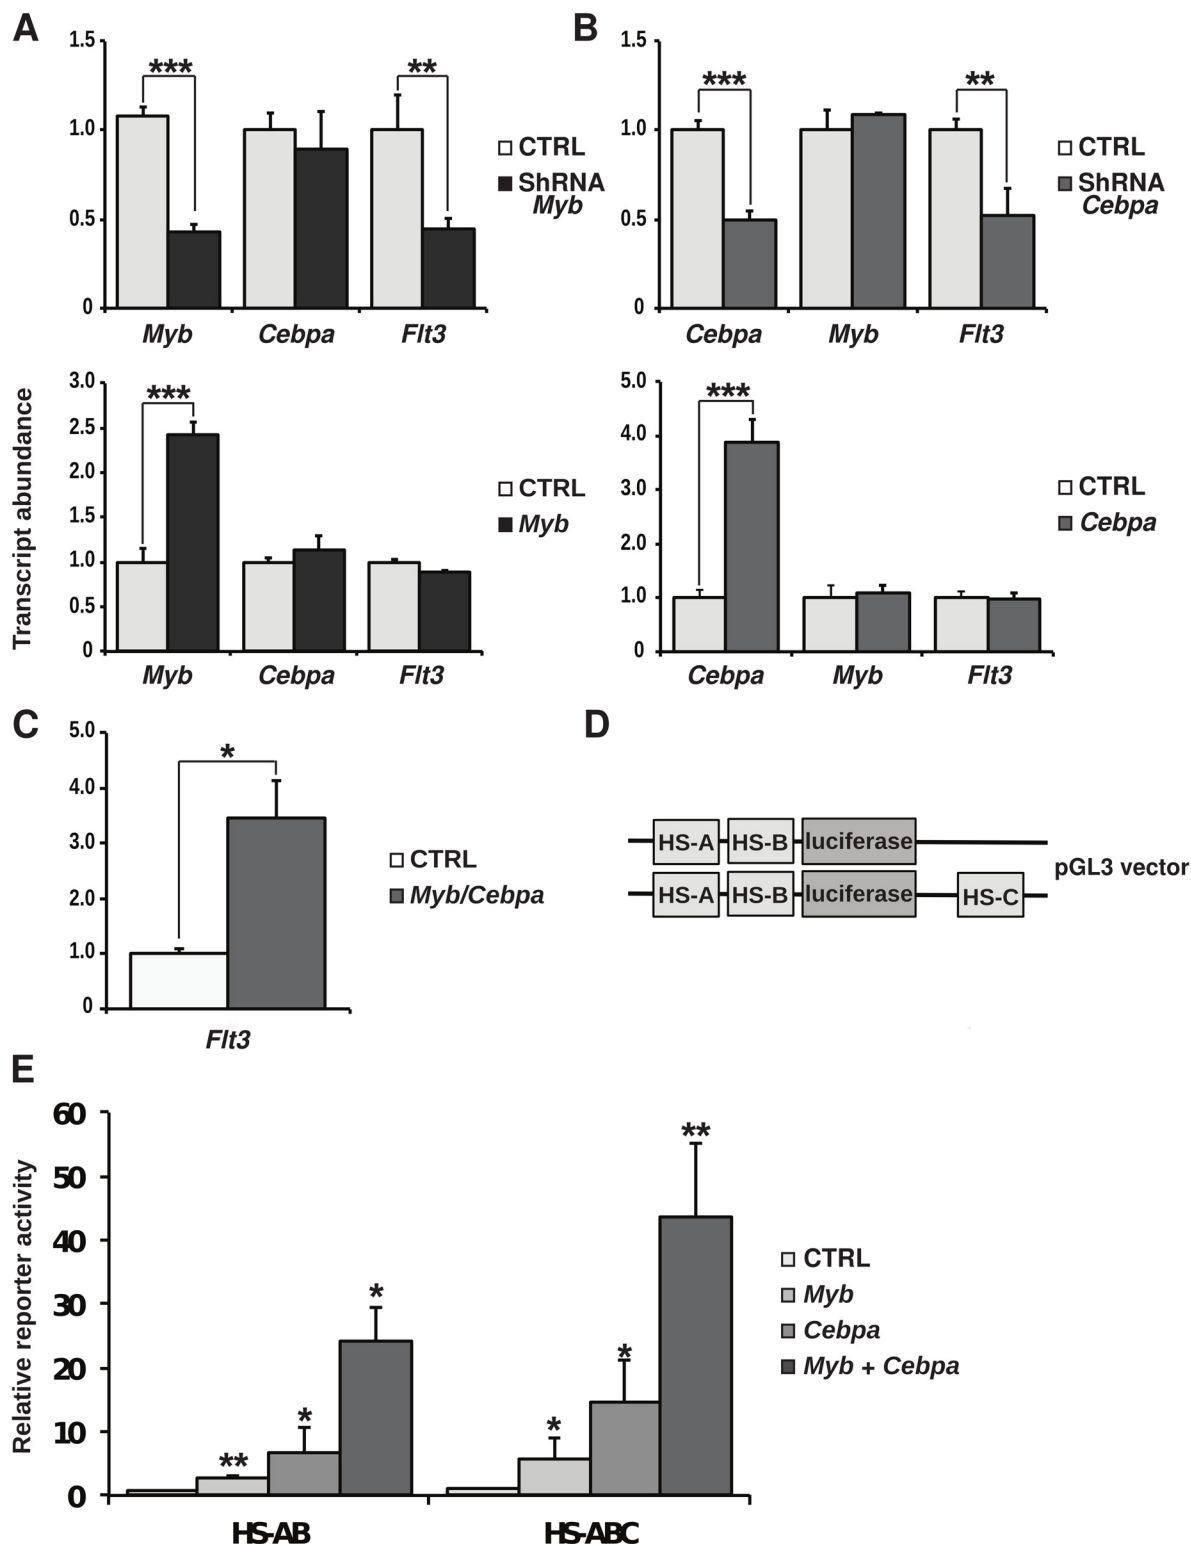 A
1.5
1.0
0.5
0
***
**
Myb
Cebpa
Flt3
CTRL
ShRNA
Myb
B
1.5
1.0
0.5
0
***
**
Cebpa
Myb
Flt3
CTRL
ShRNA
Cebpa
Transcript abundance
3.0
2.5
2.0
1.5
1.0
0.5
0
***
Myb
Cebpa
Flt3
CTRL
Myb
5.0
4.0
3.0
2.0
1.0
0
***
Cebpa
Myb
Flt3
CTRL
Cebpa
C
5.0
4.0
3.0
2.0
1.0
0
*
Flt3
CTRL
Myb/Cebpa
D
HS-A HS-B luciferase
HS-A HS-B luciferase HS-C
pGL3 vector
E
Relative reporter activity
60
50
40
30
20
10
0
**
*
*
*
*
**
HS-AB
HS-ABC
CTRL
Myb
Cebpa
Myb + Cebpa